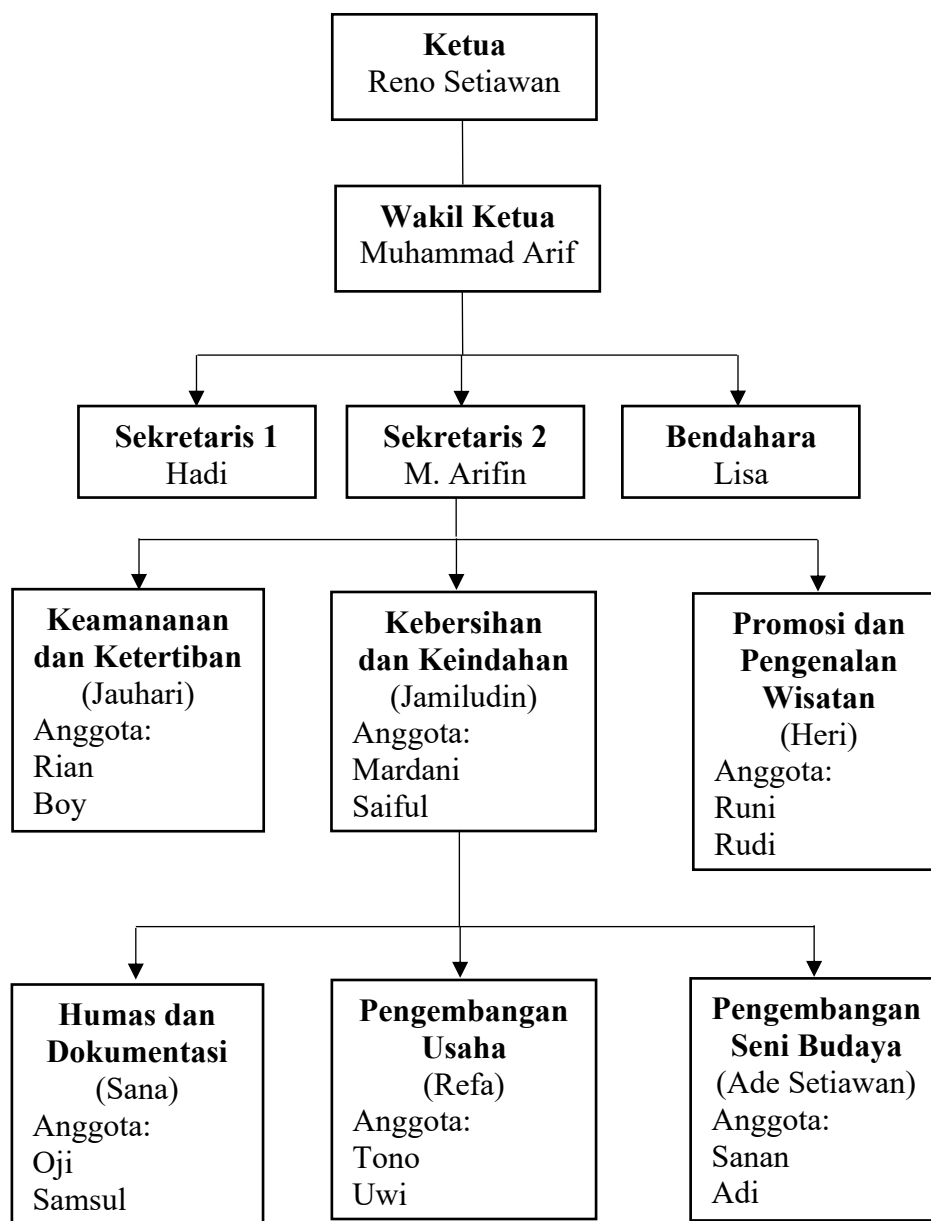 Ketua
Reno Setiawan
Wakil Ketua
Muhammad Arif
Sekretaris 1
Hadi
Sekretaris 2
M. Arifin
Bendahara
Lisa
Keamananan
dan Ketertiban
(Jauhari)
Anggota:
Rian
Boy
Kebersihan
dan Keindahan
(Jamiludin)
Anggota:
Mardani
Saiful
Promosi dan
Pengenalan
Wisatan
(Heri)
Anggota:
Runi
Rudi
Humas dan
Dokumentasi
(Sana)
Anggota:
Oji
Samsul
Pengembangan
Usaha
(Refa)
Anggota:
Tono
Uwi
Pengembangan
Seni Budaya
(Ade Setiawan)
Anggota:
Sanan
Adi